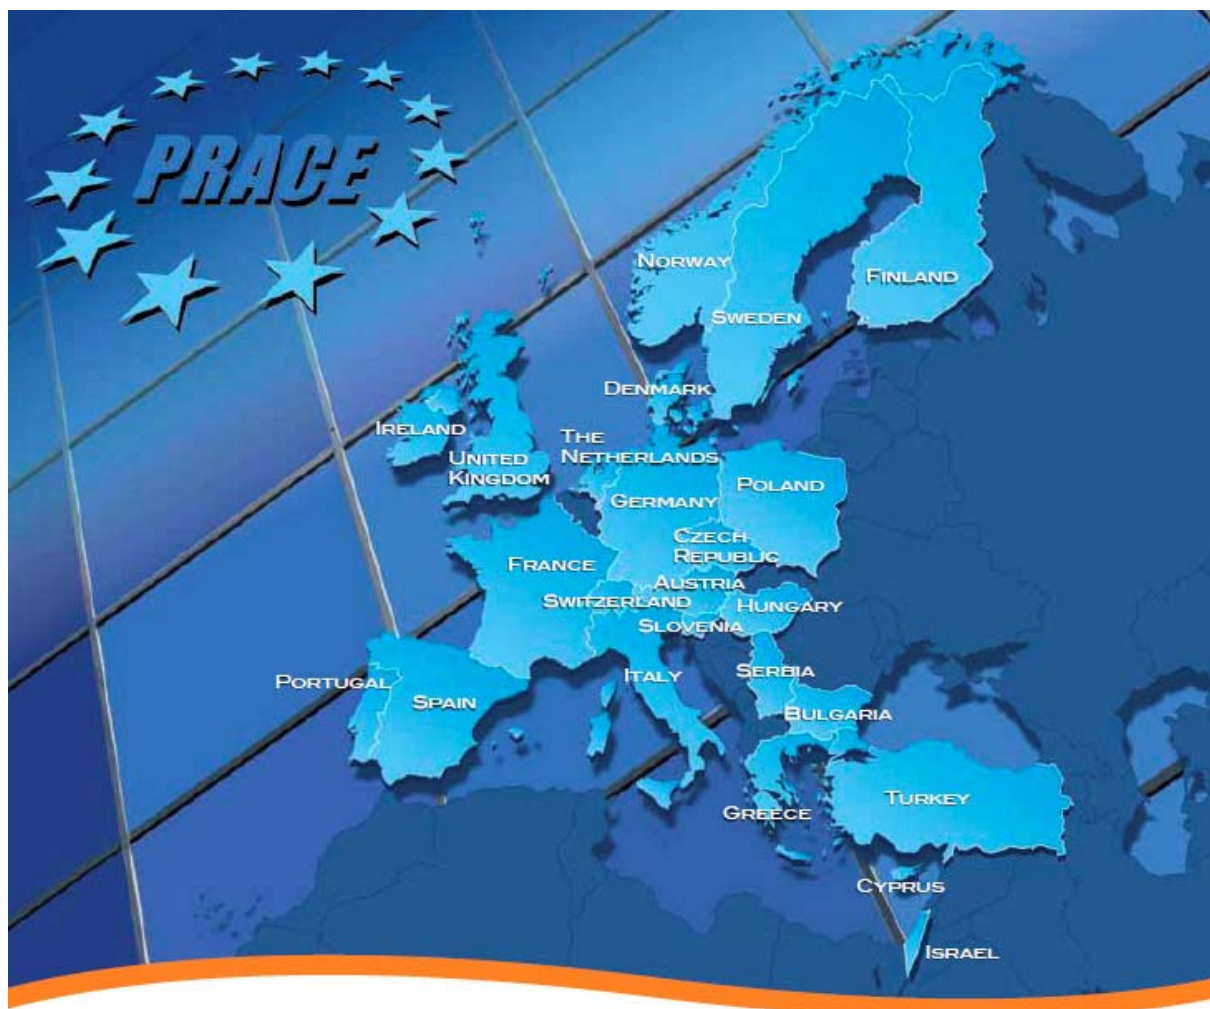 PRACE
NORWAY
FINLAND
SWEDEN
DENMARK
IRELAND
THE
NETHERLANDS
UNITED
KINGDOM
GERMANY
POLAND
CZECH
REPUBLIC
FRANCE
AUSTRIA
SWITZERLAND
HUNGARY
SLOVENIA
SERBIA
ITALY
PORTUGAL
SPAIN
BULGARIA
TURKEY
GREECE
CYPRUS
ISRAEL